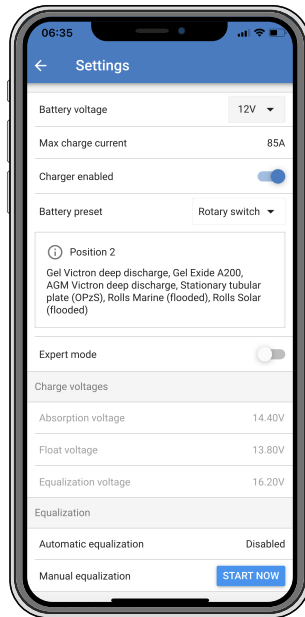 06:35
Settings
Battery voltage 12V
Max charge current 85A
Charger enabled
Battery preset Rotary switch
Position 2
Gel Victron deep discharge, Gel Exide A200,
AGM Victron deep discharge, Stationary tubular
plate (OPzS), Rolls Marine (flooded), Rolls Solar
(flooded)
Expert mode
Charge voltages
Absorption voltage 14.40V
Float voltage 13.80V
Equalization voltage 16.20V
Equalization
Automatic equalization Disabled
Manual equalization START NOW